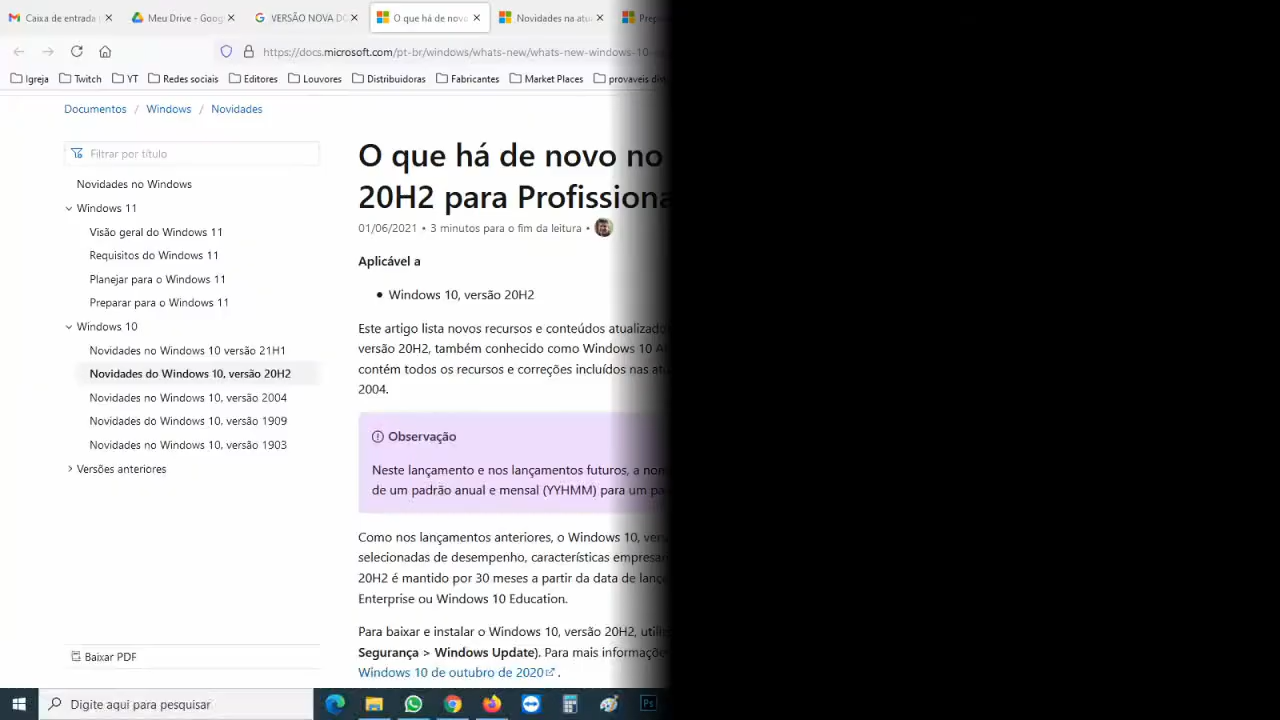 Caixa de entrada
Meu Drive - Goog
VERSÃO NOVA DO
O que há de novo
Novidades na atu
https://docs.microsoft.com/pt-br/windows/whats-new/whats-new-windows-10
Igreja
Twitch
YT
Redes sociais
Editores
Louvores
Distribuidoras
Fabricantes
Market Places
provaveis
Documentos / Windows / Novidades
Filtrar por título
Novidades no Windows
Windows 11
Visão geral do Windows 11
Requisitos do Windows 11
Planejar para o Windows 11
Preparar para o Windows 11
Windows 10
Novidades no Windows 10 versão 21H1
Novidades do Windows 10, versão 20H2
Novidades no Windows 10, versão 2004
Novidades do Windows 10, versão 1909
Novidades no Windows 10, versão 1903
Versões anteriores
Baixar PDF
O que há de novo no
20H2 para Profissiona
01/06/2021 • 3 minutos para o fim da leitura •
Aplicável a
• Windows 10, versão 20H2
Este artigo lista novos recursos e conteúdos atualizado
versão 20H2, também conhecido como Windows 10 A
contém todos os recursos e correções incluídos nas atu
2004.
Observação
Neste lançamento e nos lançamentos futuros, a nom
de um padrão anual e mensal (YYHMM) para um pa
Como nos lançamentos anteriores, o Windows 10, vers
selecionadas de desempenho, características empresar
20H2 é mantido por 30 meses a partir da data de lança
Enterprise ou Windows 10 Education.
Para baixar e instalar o Windows 10, versão 20H2, utili
Segurança > Windows Update). Para mais informaçõe
Windows 10 de outubro de 2020 .
Digite aqui para pesquisar
Ps